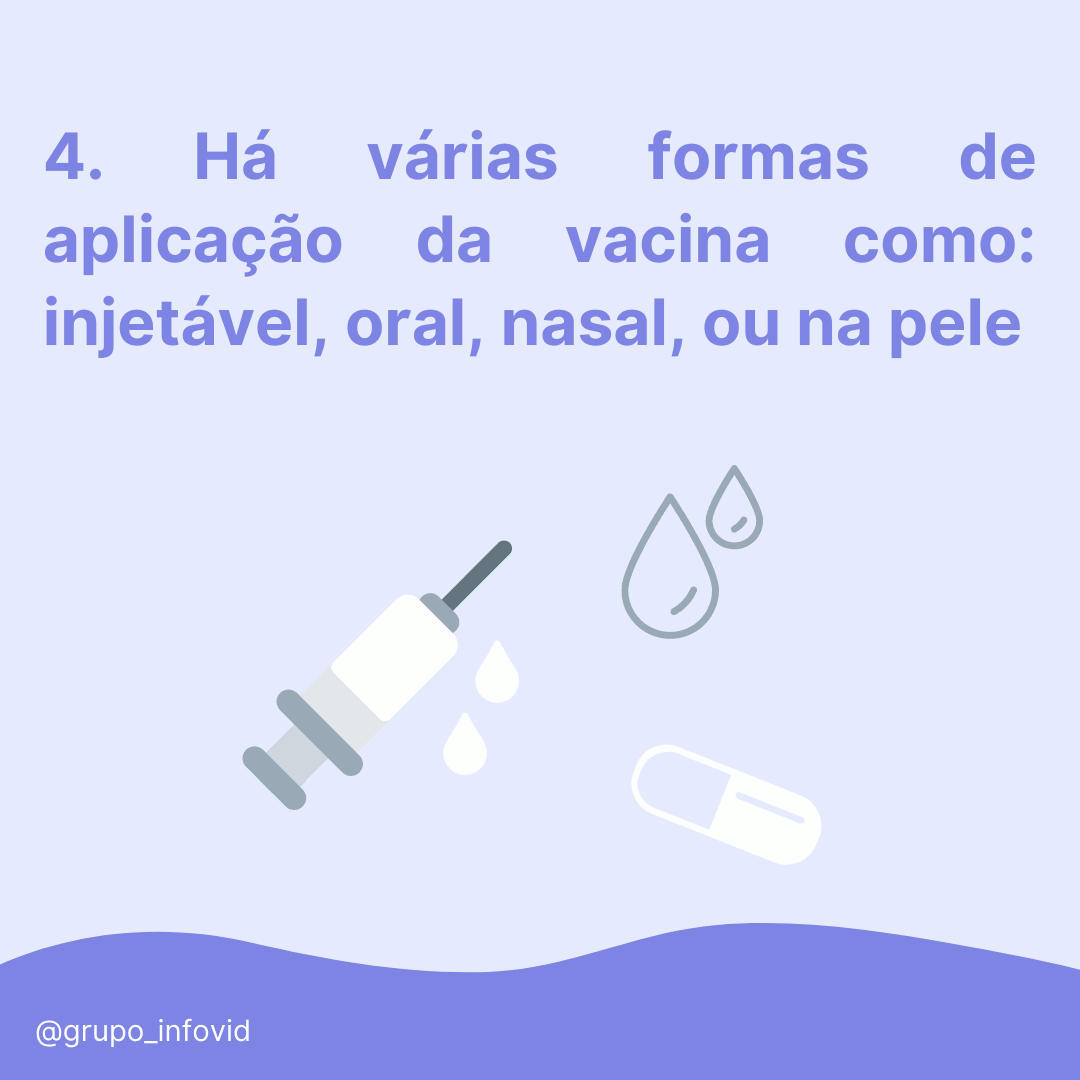 4. Há várias formas de
aplicação da vacina como:
injetável, oral, nasal, ou na pele
@grupo_infovid